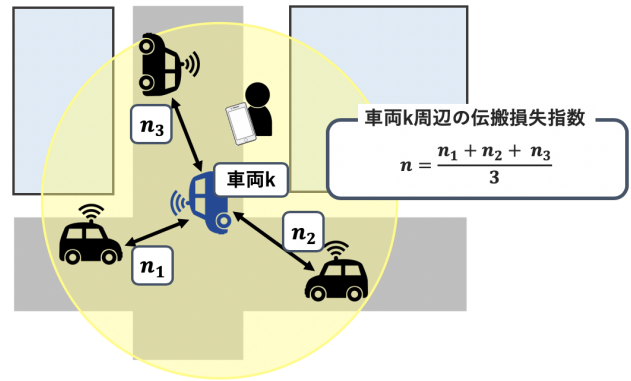 n₃
車両k
n₁
n₂
車両k周辺の伝搬損失指数
n = (n₁ + n₂ + n₃) / 3